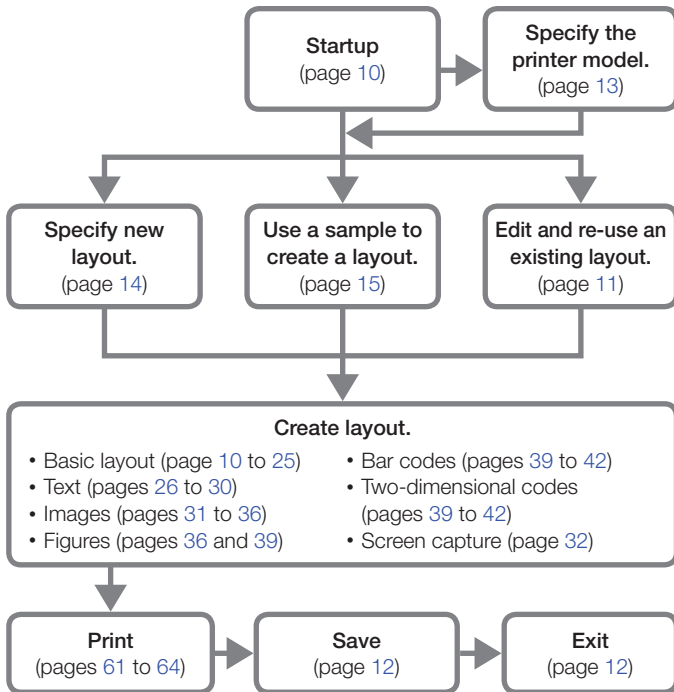 Startup
(page 10)
Specify the
printer model.
(page 13)
Specify new
layout.
(page 14)
Use a sample to
create a layout.
(page 15)
Edit and re-use an
existing layout.
(page 11)
Create layout.
• Basic layout (page 10 to 25)
• Text (pages 26 to 30)
• Images (pages 31 to 36)
• Figures (pages 36 and 39)
• Bar codes (pages 39 to 42)
• Two-dimensional codes
(pages 39 to 42)
• Screen capture (page 32)
Print
(pages 61 to 64)
Save
(page 12)
Exit
(page 12)